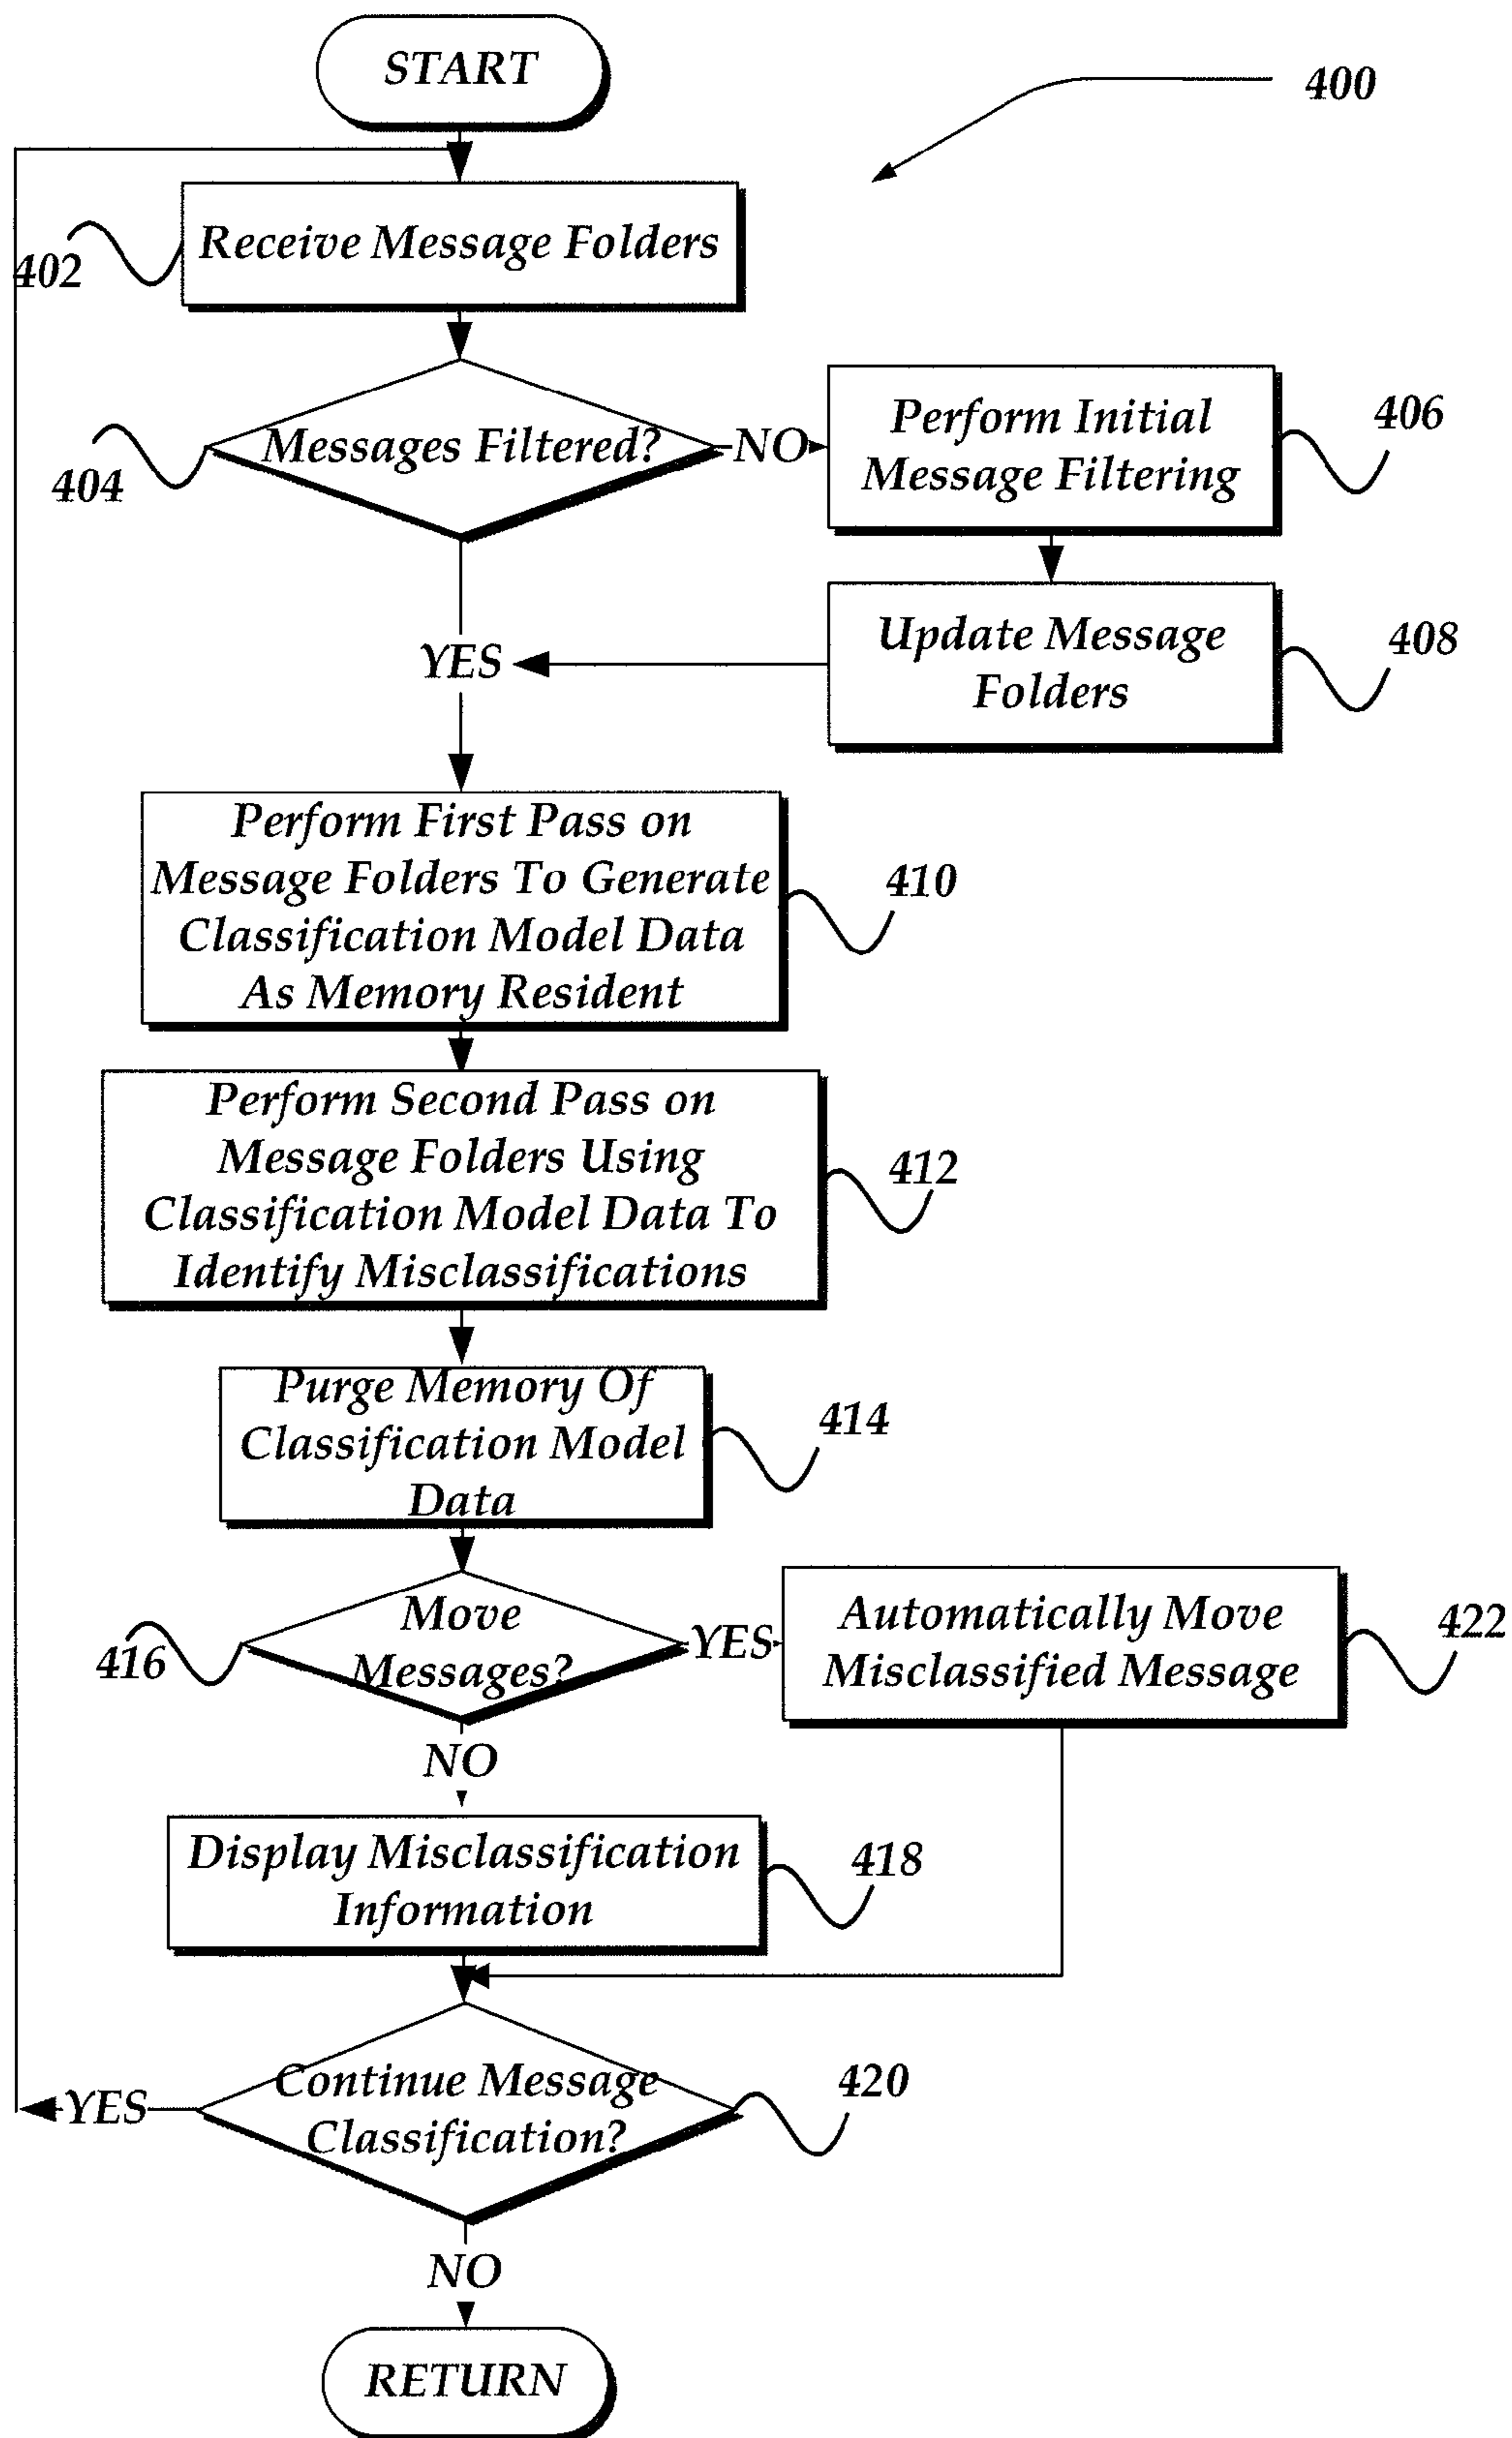 START
400
Receive Message Folders
402
Messages Filtered?
NO
404
Perform Initial
Message Filtering
406
YES
Update Message
Folders
408
Perform First Pass on
Message Folders To Generate
Classification Model Data
As Memory Resident
410
Perform Second Pass on
Message Folders Using
Classification Model Data To
Identify Misclassifications
412
Purge Memory Of
Classification Model
Data
414
Move
Messages?
YES
416
Automatically Move
Misclassified Message
422
NO
Display Misclassification
Information
418
Continue Message
Classification?
420
YES
NO
RETURN